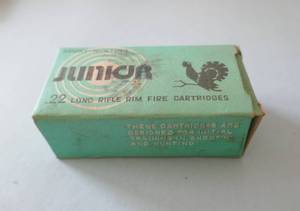 JUNIOR
.22 LONG RIFLE RIM FIRE CARTRIDGES
THESE CARTRIDGES ARE
DESIGNED FOR INITIAL
TRAINING IN SHOOTING
AND HUNTING